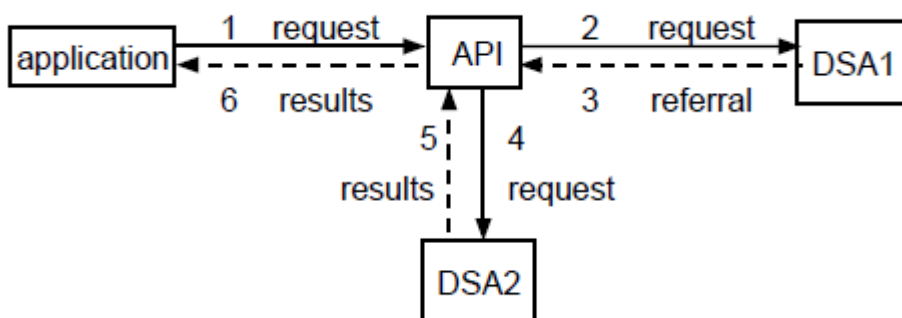 1 request
2 request
application
API
DSA1
6 results
3 referral
5
4
results
request
DSA2